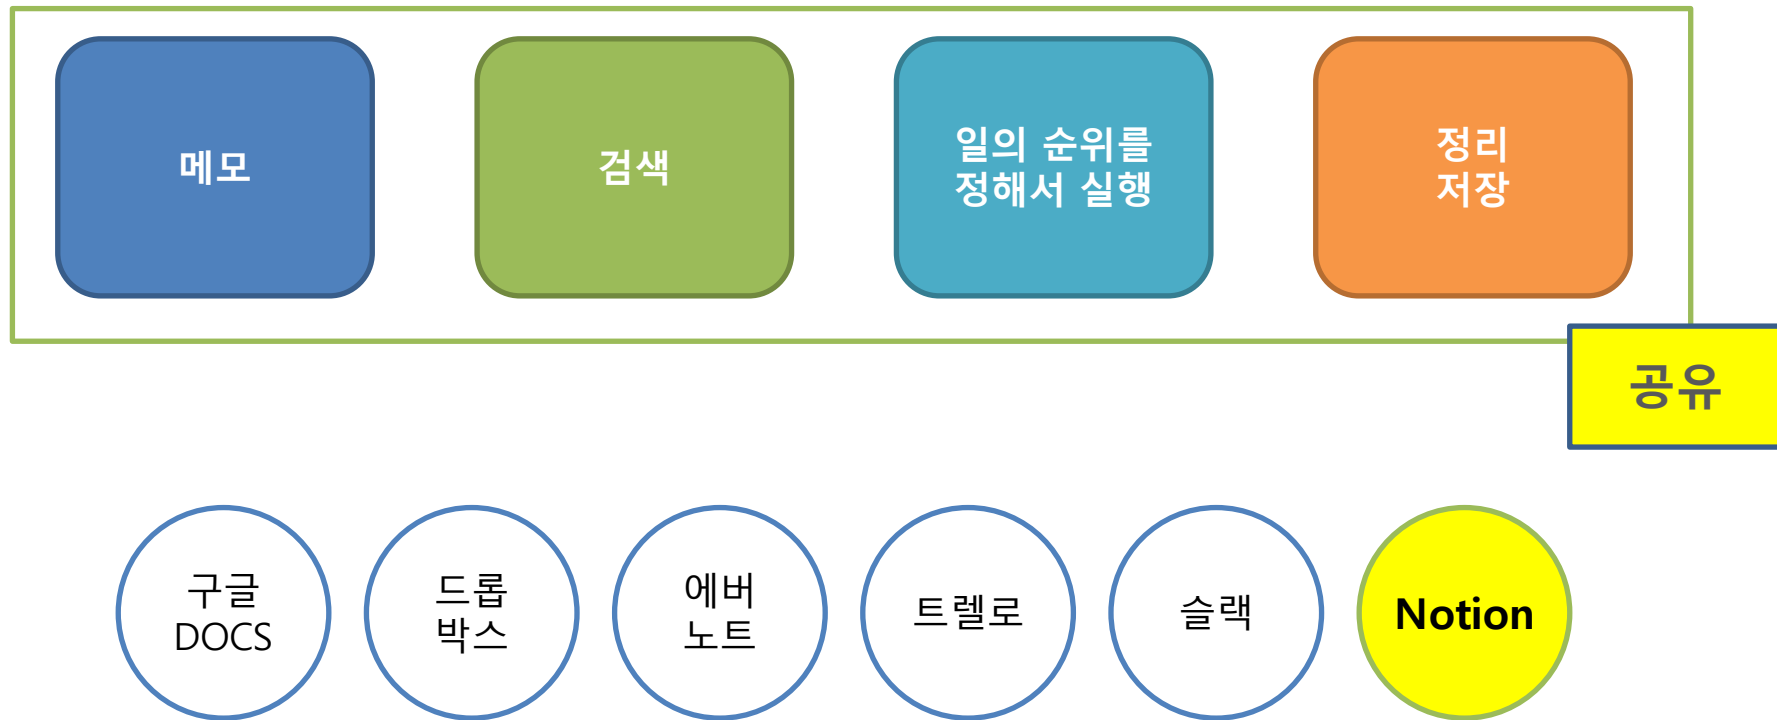 메모
검색
일의 순위를
정해서 실행
정리
저장
공유
구글
DOCS
드롭
박스
에버
노트
트렐로
슬랙
Notion